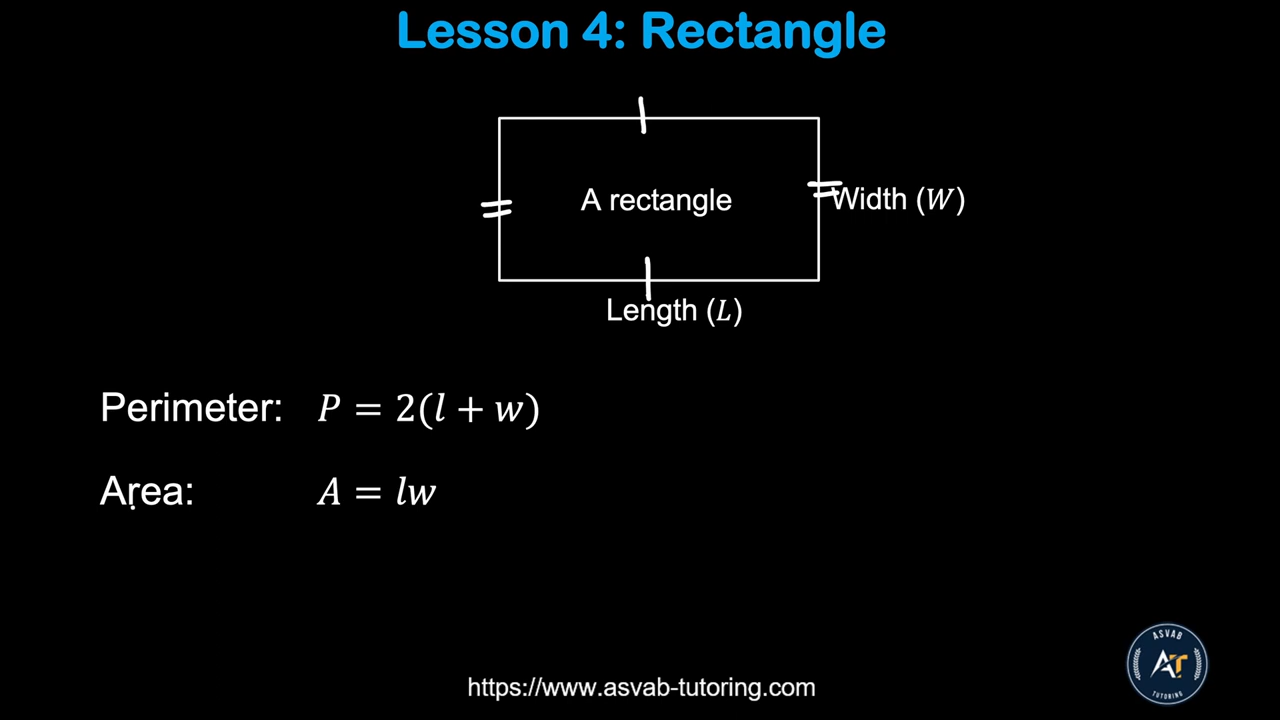 Lesson 4: Rectangle
A rectangle
Width (W)
Length (L)
Perimeter: P = 2(l + w)
Area: A = lw
https://www.asvab-tutoring.com
ASVAB
AT
TUTORING